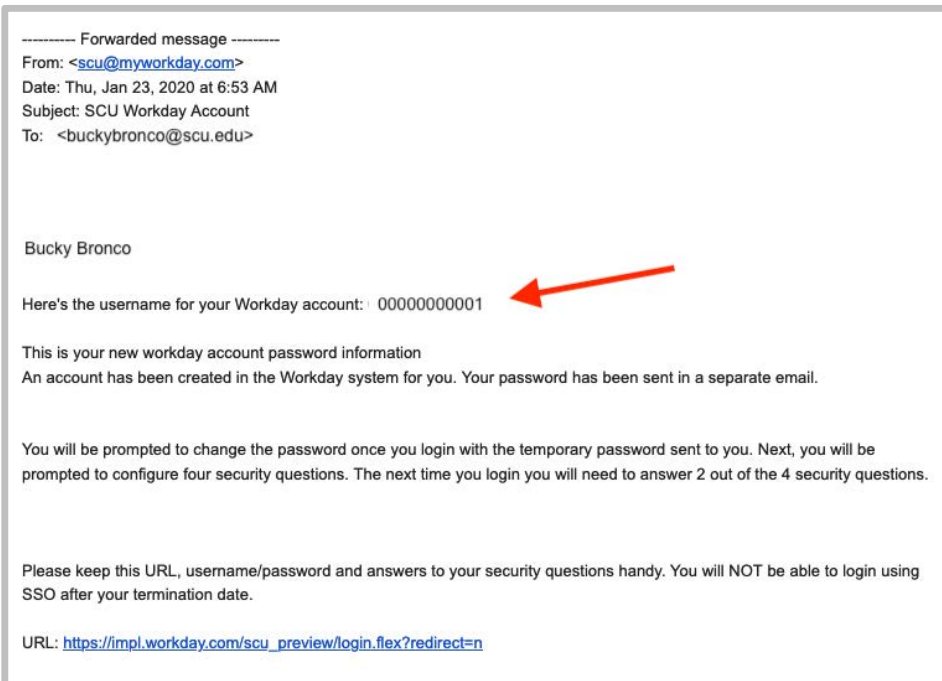 ---------- Forwarded message ---------
From: <scu@myworkday.com>
Date: Thu, Jan 23, 2020 at 6:53 AM
Subject: SCU Workday Account
To: <buckybronco@scu.edu>
Bucky Bronco
Here's the username for your Workday account: 00000000001
This is your new workday account password information
An account has been created in the Workday system for you. Your password has been sent in a separate email.
You will be prompted to change the password once you login with the temporary password sent to you. Next, you will be
prompted to configure four security questions. The next time you login you will need to answer 2 out of the 4 security questions.
Please keep this URL, username/password and answers to your security questions handy. You will NOT be able to login using
SSO after your termination date.
URL: https://impl.workday.com/scu_preview/login.flex?redirect=n